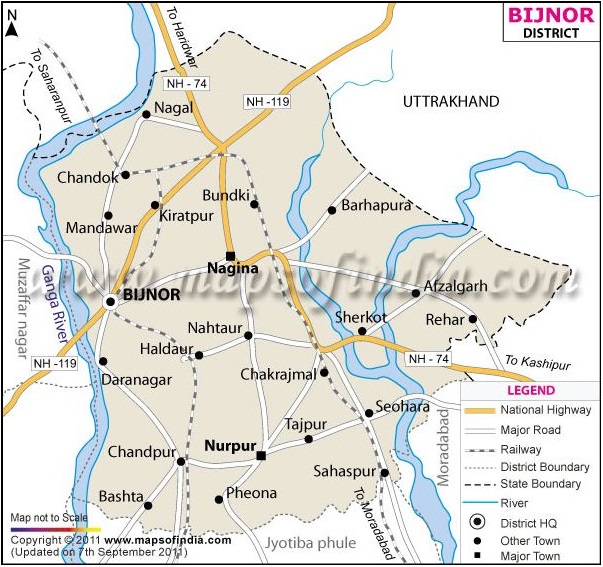 N
BIJNOR
DISTRICT
To Haridwar
To Saharanpur
NH - 74
NH -119
UTTRAKHAND
Nagal
Chandok
Bundki
Kiratpur
Barhapura
Mandawar
Nagina
www.mapsofindia.com
Muzaffar nagar
Ganga River
BIJNOR
Afzalgarh
Sherkot
Rehar
Nahtaur
Haldaur
NH -119
Daranagar
Chakrajmal
NH - 74
To Kashipur
Seohara
Moradabad
Tajpur
Chandpur
Nurpur
Sahaspur
Bashta
Pheona
To Moradabad
Jyotiba phule
LEGEND
National Highway
Major Road
Railway
District Boundary
State Boundary
River
District HQ
Other Town
Major Town
Map not to Scale
Copyright © 2011 www.mapsofindia.com
(Updated on 7th September 2011)